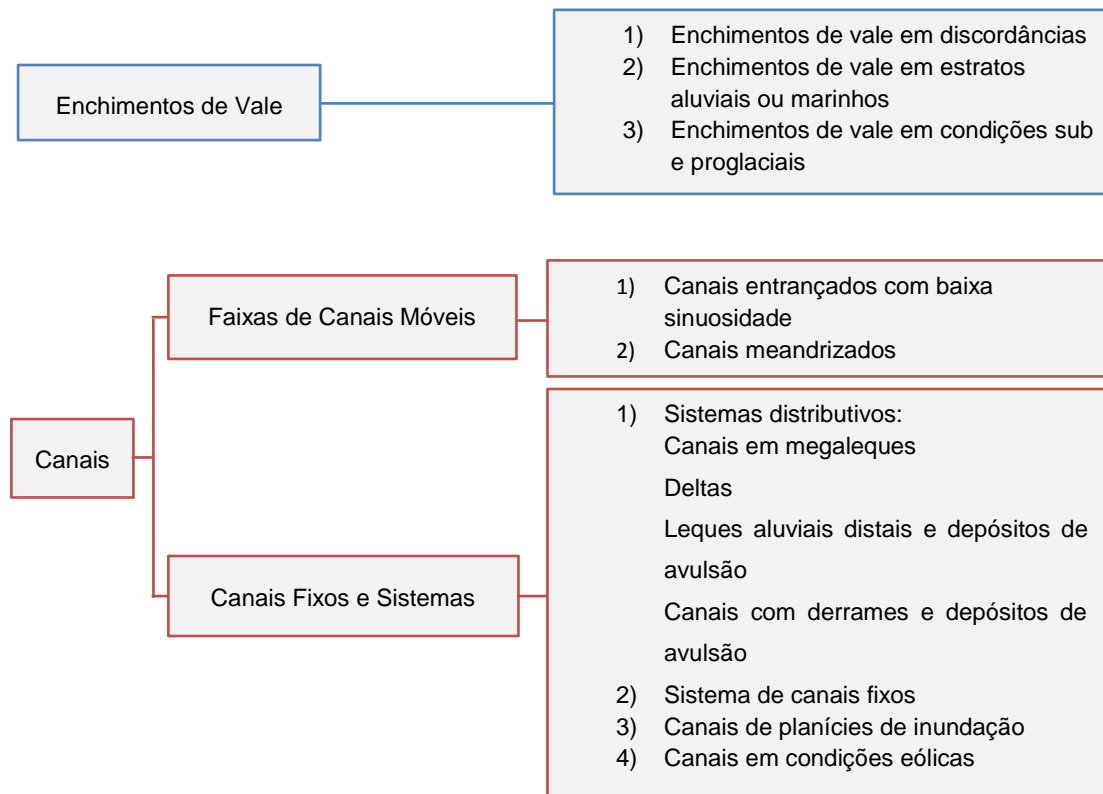 Enchimentos de Vale
1) Enchimentos de vale em discordâncias
2) Enchimentos de vale em estratos
aluviais ou marinhos
3) Enchimentos de vale em condições sub
e proglaciais
Canais
Faixas de Canais Móveis
1) Canais entrançados com baixa
sinuosidade
2) Canais meandrizados
Canais Fixos e Sistemas
1) Sistemas distributivos:
Canais em megaleques
Deltas
Leques aluviais distais e depósitos de
avulsão
Canais com derrames e depósitos de
avulsão
2) Sistema de canais fixos
3) Canais de planícies de inundação
4) Canais em condições eólicas